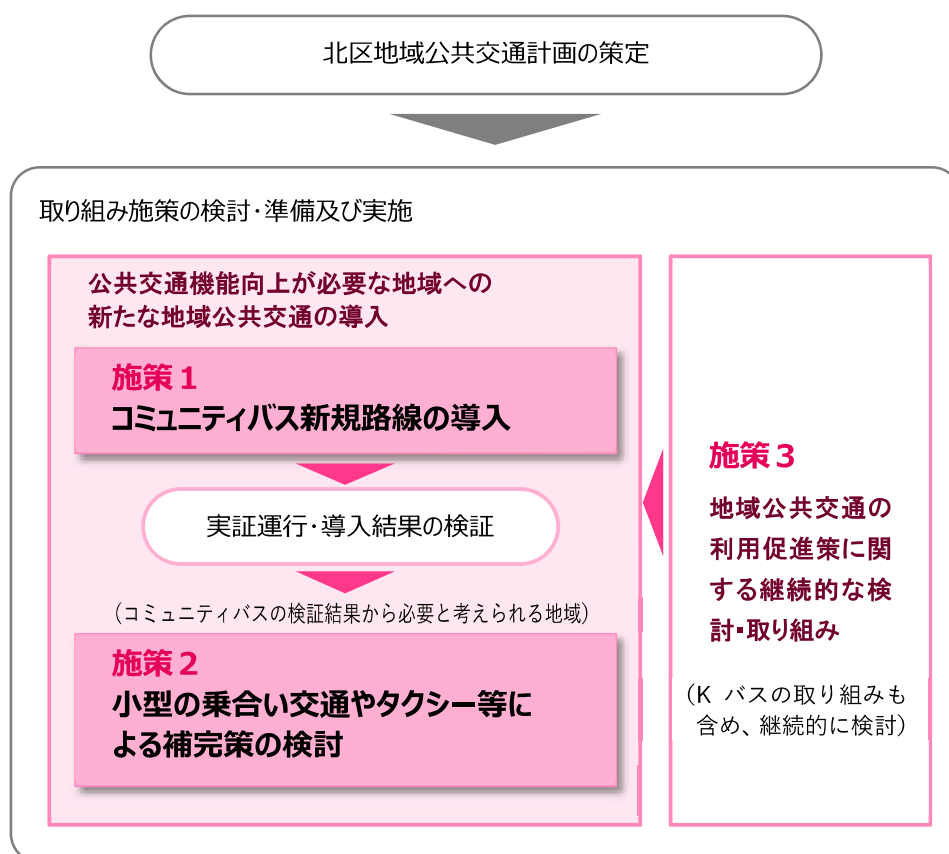 北区地域公共交通計画の策定
取り組み施策の検討・準備及び実施
公共交通機能向上が必要な地域への
新たな地域公共交通の導入
施策1
コミュニティバス新規路線の導入
実証運行・導入結果の検証
（コミュニティバスの検証結果から必要と考えられる地域）
施策2
小型の乗合い交通やタクシー等に
よる補完策の検討
施策3
地域公共交通の
利用促進策に関
する継続的な検
討・取り組み
（K バスの取り組みも
含め、継続的に検討）